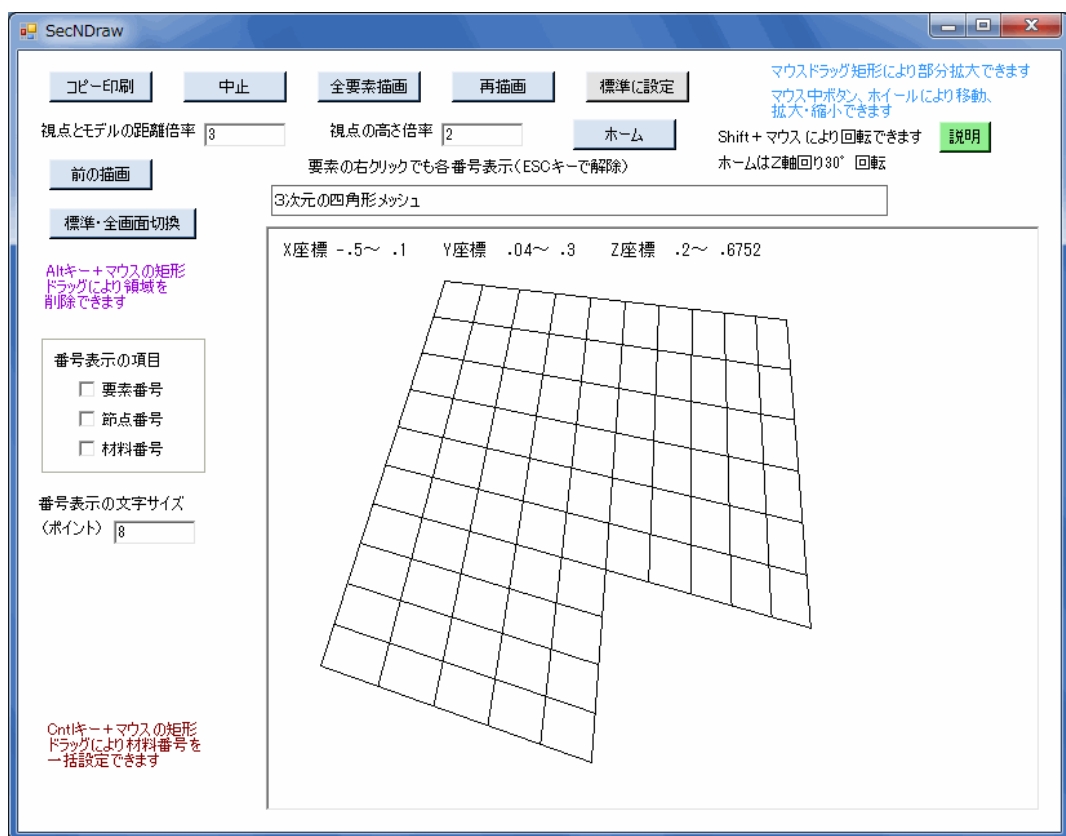 SecNDraw
コピー印刷
中止
全要素描画
再描画
標準に設定
マウスドラッグ矩形により部分拡大できます
マウス中ボタン、ホイールにより移動、
拡大・縮小できます
視点とモデルの距離倍率 3
視点の高さ倍率 2
ホーム
Shift+マウス により回転できます
説明
前の描画
要素の右クリックでも各番号表示(ESCキーで解除)
ホームはZ軸回り30° 回転
3次元の四角形メッシュ
標準・全画面切換
X座標 -.5～ .1 Y座標 .04～ .3 Z座標 .2～ .6752
Altキー+マウスの矩形
ドラッグにより領域を
削除できます
番号表示の項目
要素番号
節点番号
材料番号
番号表示の文字サイズ
(ポイント) 8
Cntlキー+マウスの矩形
ドラッグにより材料番号を
一括設定できます